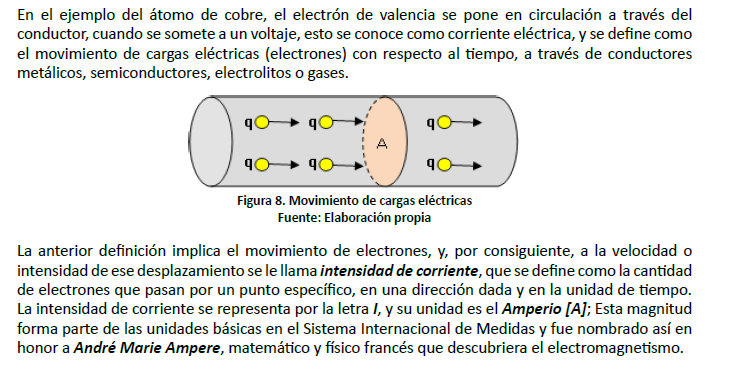 En el ejemplo del átomo de cobre, el electrón de valencia se pone en circulación a través del
conductor, cuando se somete a un voltaje, esto se conoce como corriente eléctrica, y se define como
el movimiento de cargas eléctricas (electrones) con respecto al tiempo, a través de conductores
metálicos, semiconductores, electrolitos o gases.
q q q
A
q q q
Figura 8. Movimiento de cargas eléctricas
Fuente: Elaboración propia
La anterior definición implica el movimiento de electrones, y, por consiguiente, a la velocidad o
intensidad de ese desplazamiento se le llama intensidad de corriente, que se define como la cantidad
de electrones que pasan por un punto específico, en una dirección dada y en la unidad de tiempo.
La intensidad de corriente se representa por la letra I, y su unidad es el Amperio [A]; Esta magnitud
forma parte de las unidades básicas en el Sistema Internacional de Medidas y fue nombrado así en
honor a André Marie Ampere, matemático y físico francés que descubriera el electromagnetismo.